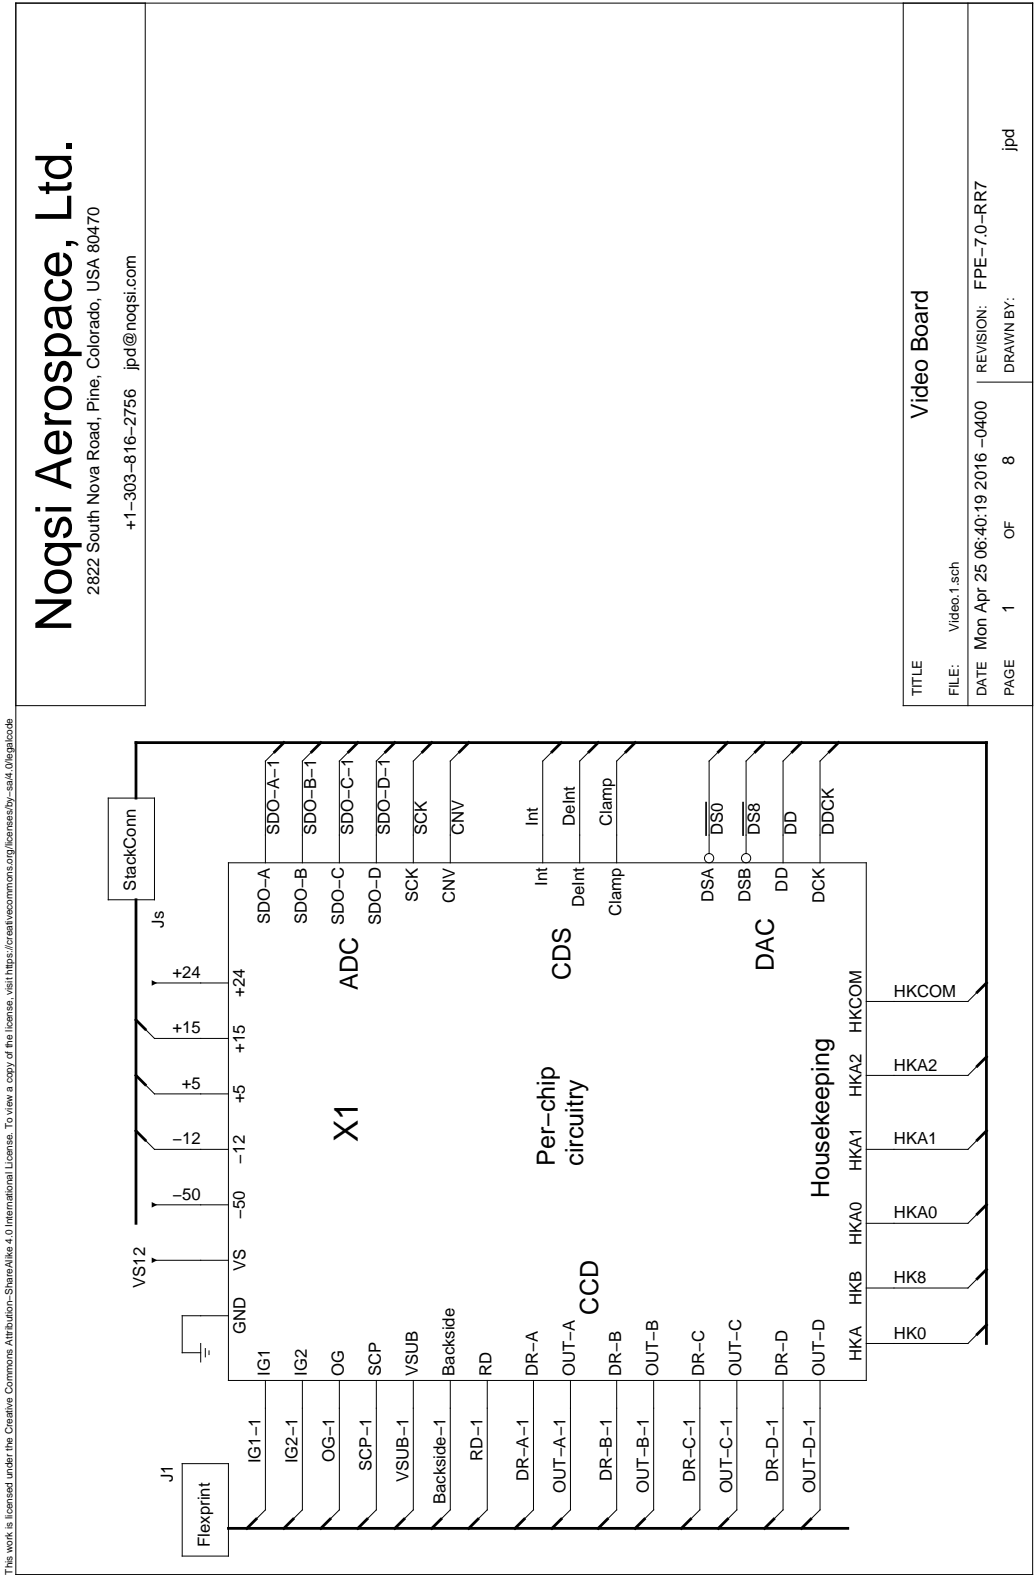 This work is licensed under the Creative Commons Attribution−ShareAlike 4.0 International License. To view a copy of the license, visit https://creativecommons.org/licenses/by−sa/4.0/legalcode
Noqsi Aerospace, Ltd.
2822 South Nova Road, Pine, Colorado, USA 80470
+1−303−816−2756 jpd@noqsi.com
J1
Flexprint
Js
StackConn
VS12
−50
−12
+5
+15
+24
GND
VS
−50
−12
+5
+15
+24
X1
Per−chip
circuitry
ADC
CDS
DAC
CCD
Housekeeping
IG1−1
IG1
IG2−1
IG2
OG−1
OG
SCP−1
SCP
VSUB−1
VSUB
Backside−1
Backside
RD−1
RD
DR−A−1
DR−A
OUT−A−1
OUT−A
DR−B−1
DR−B
OUT−B−1
OUT−B
DR−C−1
DR−C
OUT−C−1
OUT−C
DR−D−1
DR−D
OUT−D−1
OUT−D
SDO−A
SDO−A−1
SDO−B
SDO−B−1
SDO−C
SDO−C−1
SDO−D
SDO−D−1
SCK
SCK
CNV
CNV
Int
Int
DeInt
DeInt
Clamp
Clamp
DSA
DS0
DSB
DS8
DD
DD
DCK
DDCK
HKA
HKB
HKA0
HKA1
HKA2
HKCOM
HK0
HK8
HKA0
HKA1
HKA2
HKCOM
TITLE
Video Board
FILE: Video.1.sch
DATE Mon Apr 25 06:40:19 2016 −0400
REVISION: FPE−7.0−RR7
PAGE 1 OF 8
DRAWN BY: jpd